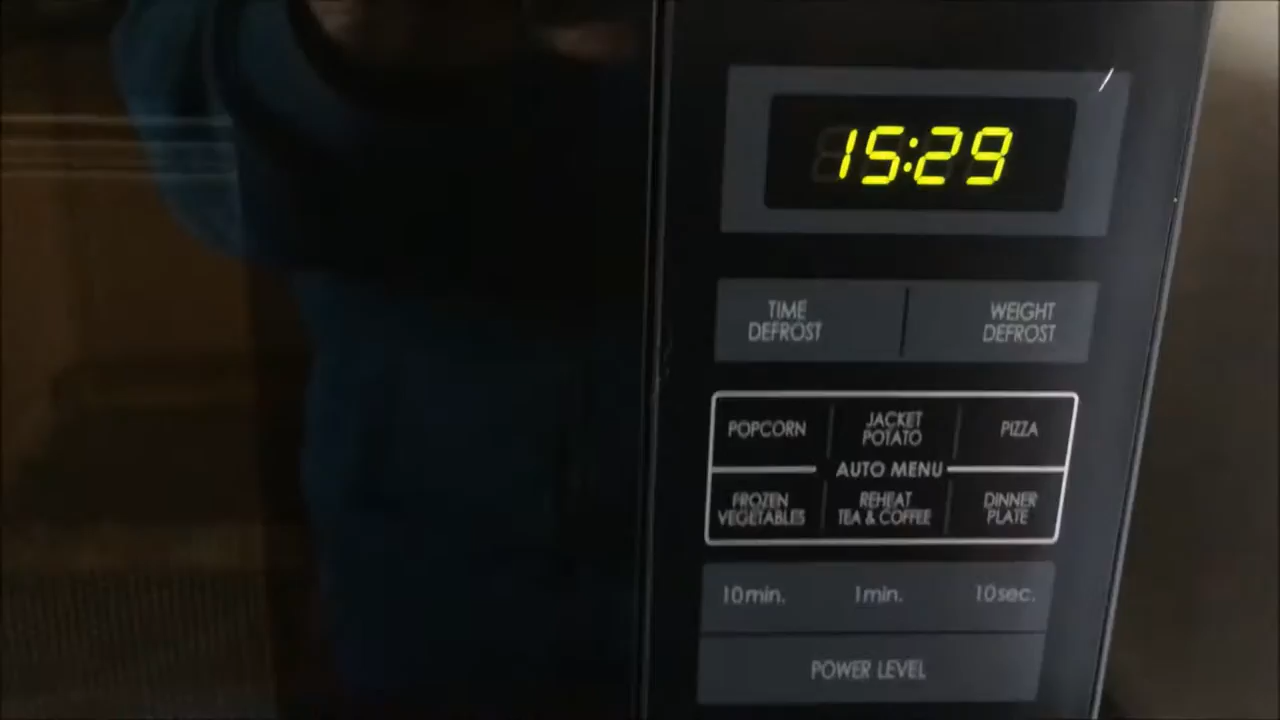 15:29
TIME DEFROST
WEIGHT DEFROST
POPCORN
JACKET POTATO
PIZZA
AUTO MENU
FROZEN VEGETABLES
REHEAT TEA & COFFEE
DINNER PLATE
10min. 1min. 10sec.
POWER LEVEL